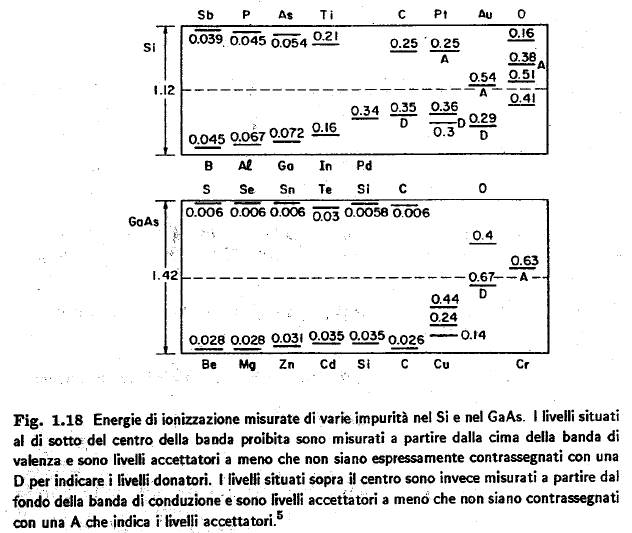 Sb P As Ti C Pt Au O
0.039 0.045 0.054 0.21 0.25 0.25 0.16
A
Si 0.38 A
0.54 0.51
A
1.12
0.34 0.35 0.36 0.41
D D
0.3 0.29
D
0.045 0.067 0.072 0.16
B Al Ga In Pd
S Se Sn Te Si C O
0.006 0.006 0.006 0.03 0.0058 0.006
GaAs
0.4
0.63
1.42 A
0.67
D
0.44
0.24
0.14
0.028 0.028 0.031 0.035 0.035 0.026
Be Mg Zn Cd Si C Cu Cr
Fig. 1.18 Energie di ionizzazione misurate di varie impurità nel Si e nel GaAs. I livelli situati
al di sotto del centro della banda proibita sono misurati a partire dalla cima della banda di
valenza e sono livelli accettatori a meno che non siano espressamente contrassegnati con una
D per indicare i livelli donatori. I livelli situati sopra il centro sono invece misurati a partire dal
fondo della banda di conduzione e sono livelli accettatori a meno che non siano contrassegnati
con una A che indica i livelli accettatori.5